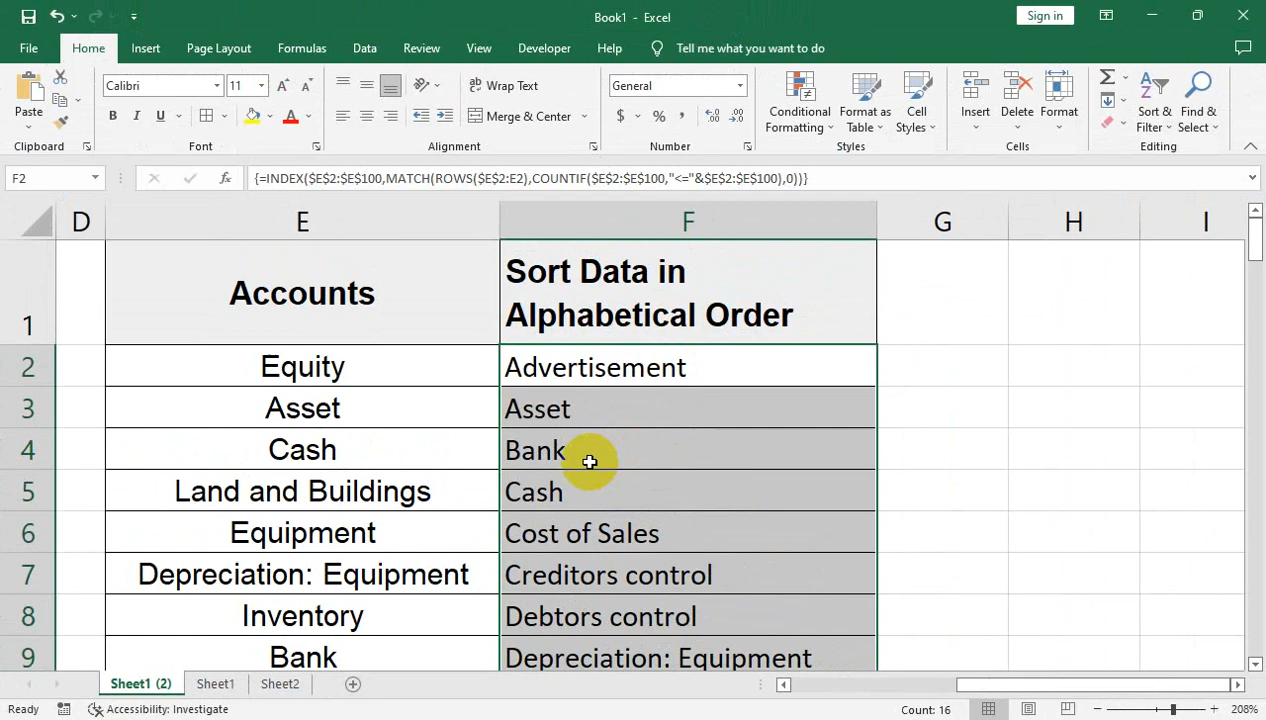 Book1 - Excel
Sign in
File Home Insert Page Layout Formulas Data Review View Developer Help Tell me what you want to do
Paste
Calibri 11
B I U
Wrap Text
Merge & Center
General
$ % ,
Conditional Formatting
Format as Table
Cell Styles
Insert
Delete
Format
Sort & Filter
Find & Select
Clipboard Font Alignment Number Styles Cells Editing
F2 fx {=INDEX($E$2:$E$100,MATCH(ROWS($E$2:E2),COUNTIF($E$2:$E$100,"<="&$E$2:$E$100),0))}
D E F G H I
1 Accounts Sort Data in
Alphabetical Order
2 Equity Advertisement
3 Asset Asset
4 Cash Bank
5 Land and Buildings Cash
6 Equipment Cost of Sales
7 Depreciation: Equipment Creditors control
8 Inventory Debtors control
9 Bank Depreciation: Equipment
Sheet1 (2) Sheet1 Sheet2
Ready Accessibility: Investigate Count: 16 208%